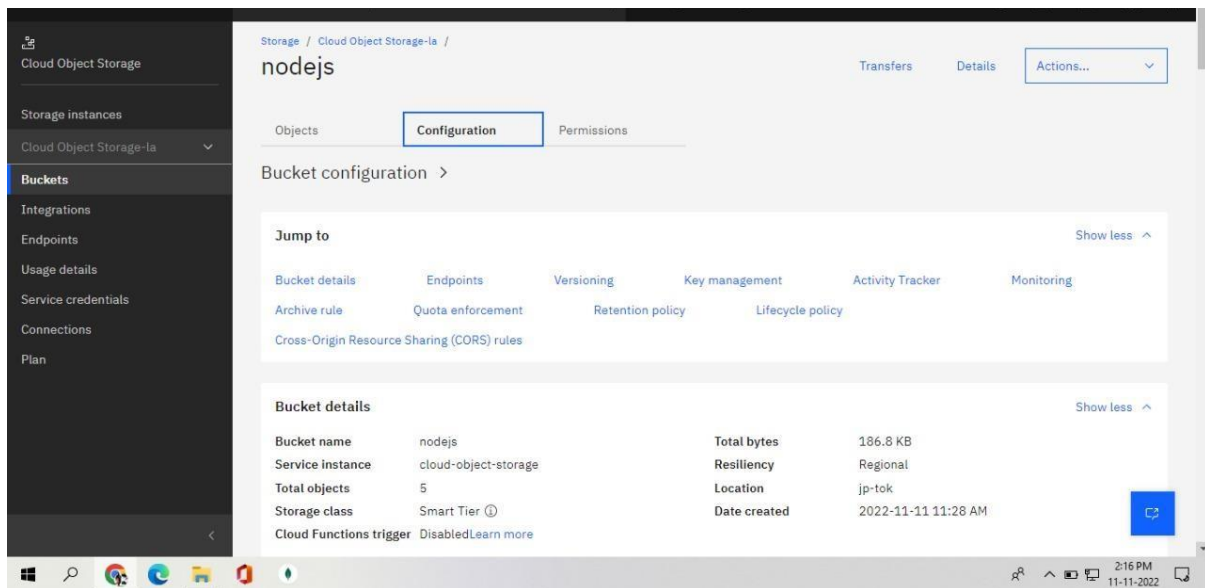 Cloud Object Storage
Storage instances
Cloud Object Storage-la
Buckets
Integrations
Endpoints
Usage details
Service credentials
Connections
Plan
Storage / Cloud Object Storage-la /
nodejs
Transfers Details Actions...
Objects Configuration Permissions
Bucket configuration >
Jump to Show less
Bucket details Endpoints Versioning Key management Activity Tracker Monitoring
Archive rule Quota enforcement Retention policy Lifecycle policy
Cross-Origin Resource Sharing (CORS) rules
Bucket details Show less
Bucket name nodejs Total bytes 186.8 KB
Service instance cloud-object-storage Resiliency Regional
Total objects 5 Location jp-tok
Storage class Smart Tier Date created 2022-11-11 11:28 AM
Cloud Functions trigger DisabledLearn more
2:16 PM
11-11-2022